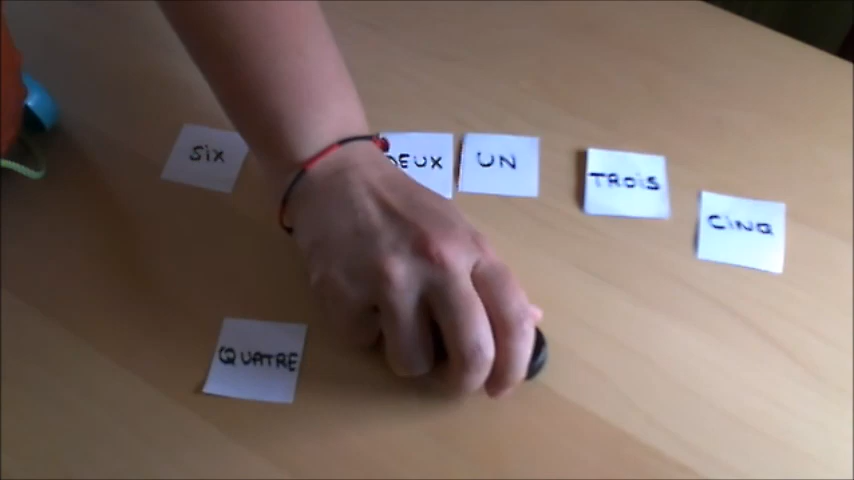 SIX
DEUX
UN
TROIS
CINQ
QUATRE